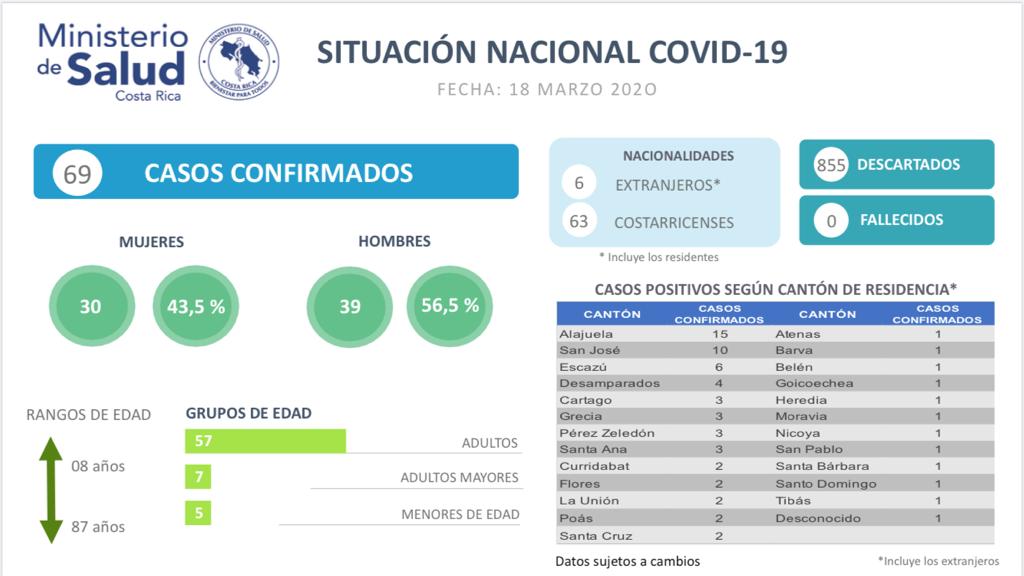 Ministerio
de Salud
Costa Rica
MINISTERIO DE SALUD
COSTA RICA
BIENESTAR PARA TODOS
SITUACIÓN NACIONAL COVID-19
FECHA: 18 MARZO 2020
69 CASOS CONFIRMADOS
MUJERES
30 43,5 %
HOMBRES
39 56,5 %
RANGOS DE EDAD
08 años
87 años
GRUPOS DE EDAD
57 ADULTOS
7 ADULTOS MAYORES
5 MENORES DE EDAD
NACIONALIDADES
6 EXTRANJEROS*
63 COSTARRICENSES
* Incluye los residentes
855 DESCARTADOS
0 FALLECIDOS
CASOS POSITIVOS SEGÚN CANTÓN DE RESIDENCIA*
CANTÓN CASOS CONFIRMADOS CANTÓN CASOS CONFIRMADOS
Alajuela 15 Atenas 1
San José 10 Barva 1
Escazú 6 Belén 1
Desamparados 4 Goicoechea 1
Cartago 3 Heredia 1
Grecia 3 Moravia 1
Pérez Zeledón 3 Nicoya 1
Santa Ana 3 San Pablo 1
Curridabat 2 Santa Bárbara 1
Flores 2 Santo Domingo 1
La Unión 2 Tibás 1
Poás 2 Desconocido 1
Santa Cruz 2
Datos sujetos a cambios
*Incluye los extranjeros